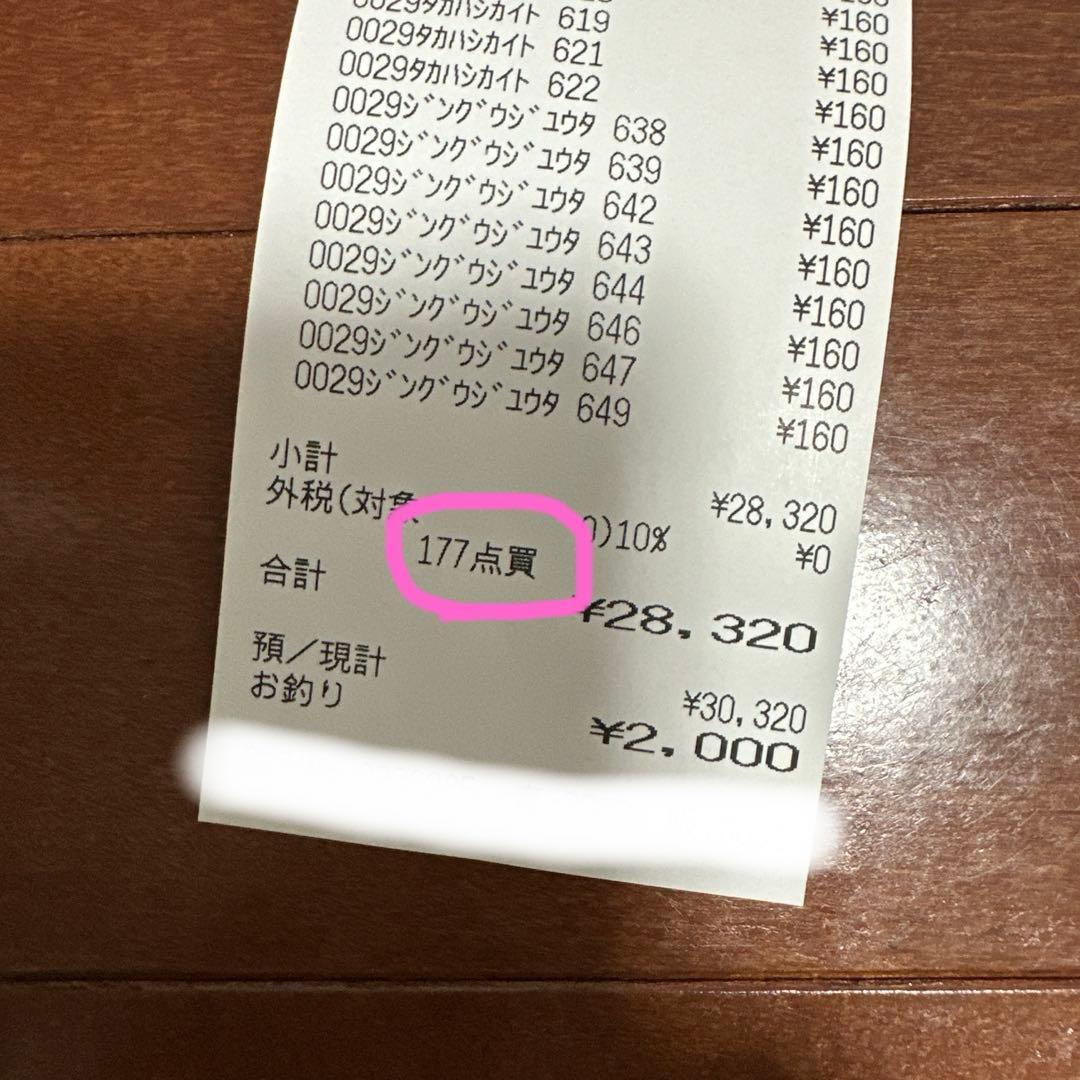 0029タカハシカイト 619 ¥160
0029タカハシカイト 621 ¥160
0029タカハシカイト 622 ¥160
0029ジングウジユウタ 638 ¥160
0029ジングウジユウタ 639 ¥160
0029ジングウジユウタ 642 ¥160
0029ジングウジユウタ 643 ¥160
0029ジングウジユウタ 644 ¥160
0029ジングウジユウタ 646 ¥160
0029ジングウジユウタ 647 ¥160
0029ジングウジユウタ 649 ¥160
小計 ¥28,320
外税(対象 0)10% ¥0
177点買
合計 ¥28,320
預/現計 ¥30,320
お釣り ¥2,000